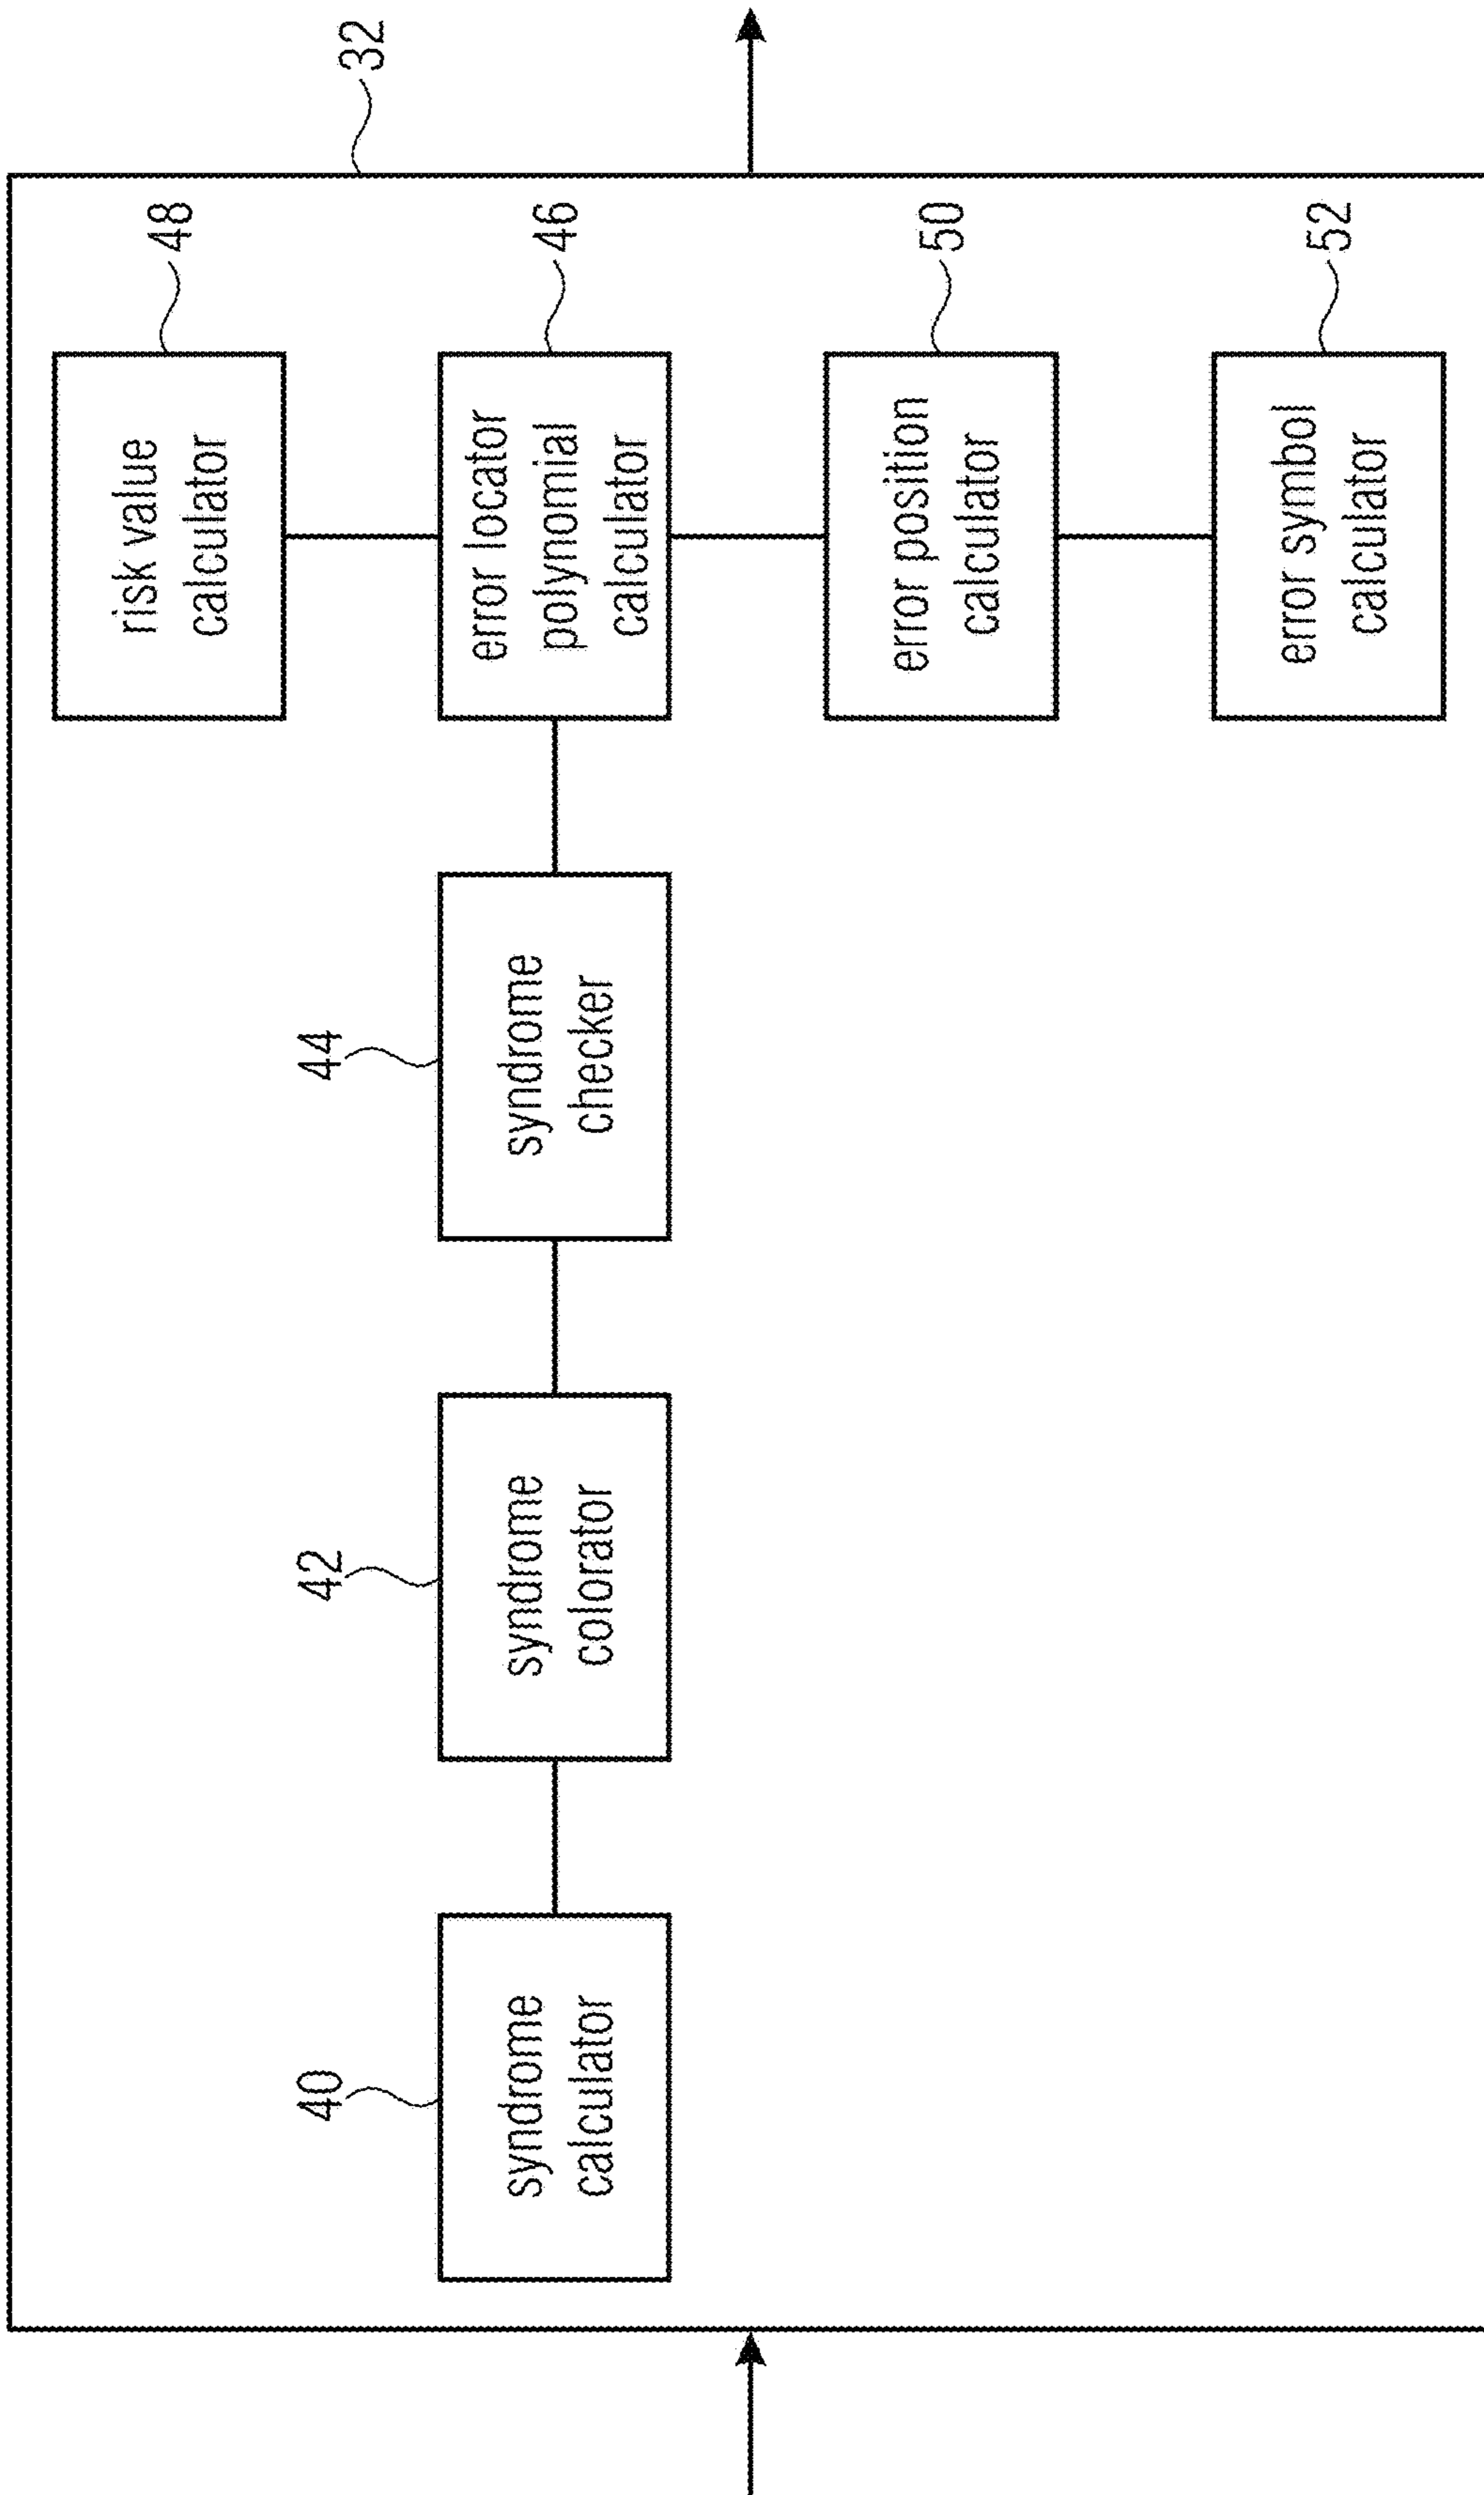 32
48
risk value
calculator
46
error locator
polynomial
calculator
50
error position
calculator
52
error symbol
calculator
44
syndrome
checker
42
syndrome
colorator
40
syndrome
calculator